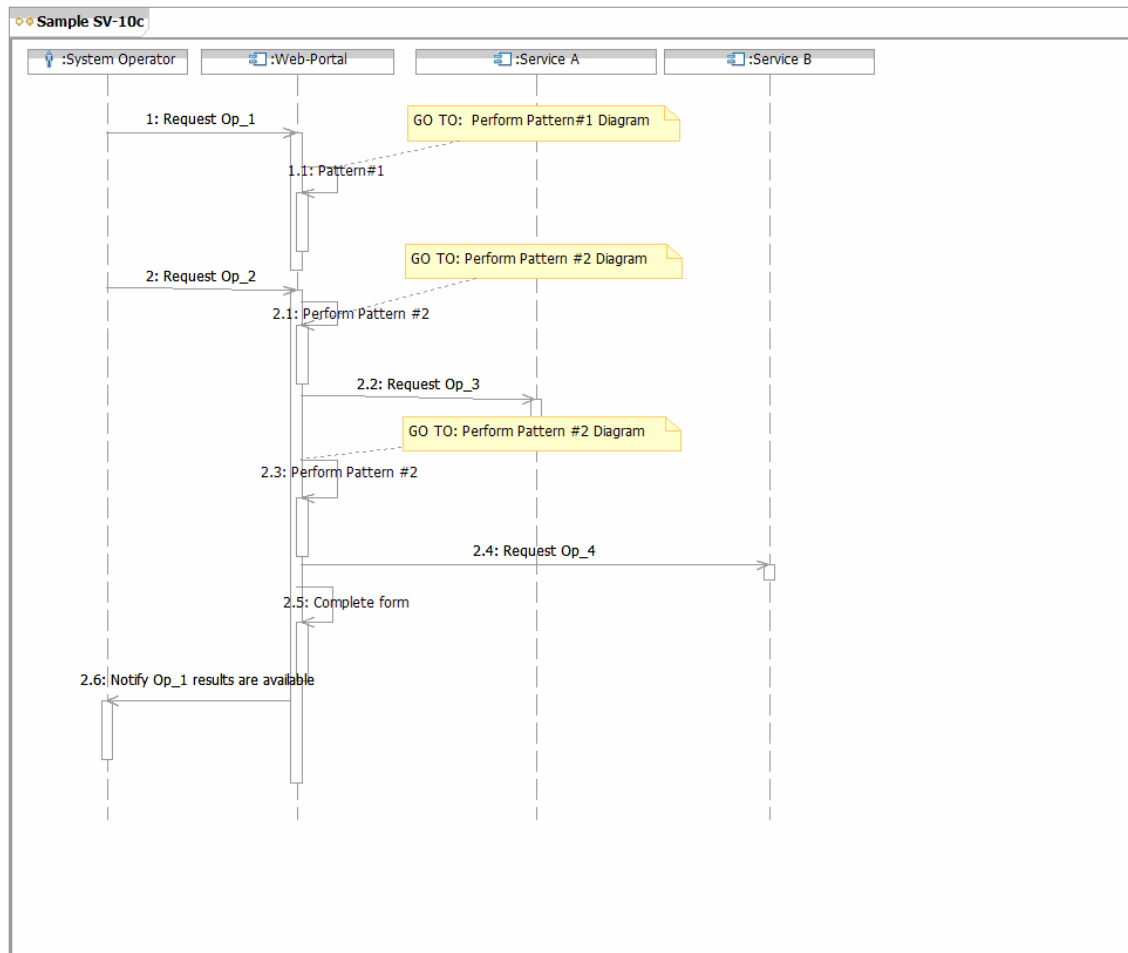 Sample SV-10c
:System Operator
:Web-Portal
:Service A
:Service B
1: Request Op_1
GO TO:  Perform Pattern#1 Diagram
1.1: Pattern#1
GO TO: Perform Pattern #2 Diagram
2: Request Op_2
2.1: Perform Pattern #2
2.2: Request Op_3
GO TO: Perform Pattern #2 Diagram
2.3: Perform Pattern #2
2.4: Request Op_4
2.5: Complete form
2.6: Notify Op_1 results are available